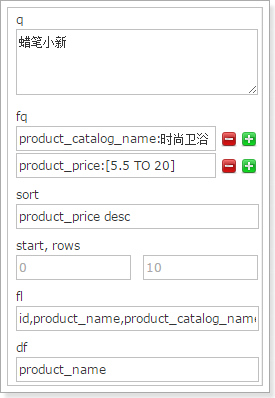 q
蜡笔小新
fq
product_catalog_name:时尚卫浴
product_price:[5.5 TO 20]
sort
product_price desc
start, rows
0 10
fl
id,product_name,product_catalog_name
df
product_name